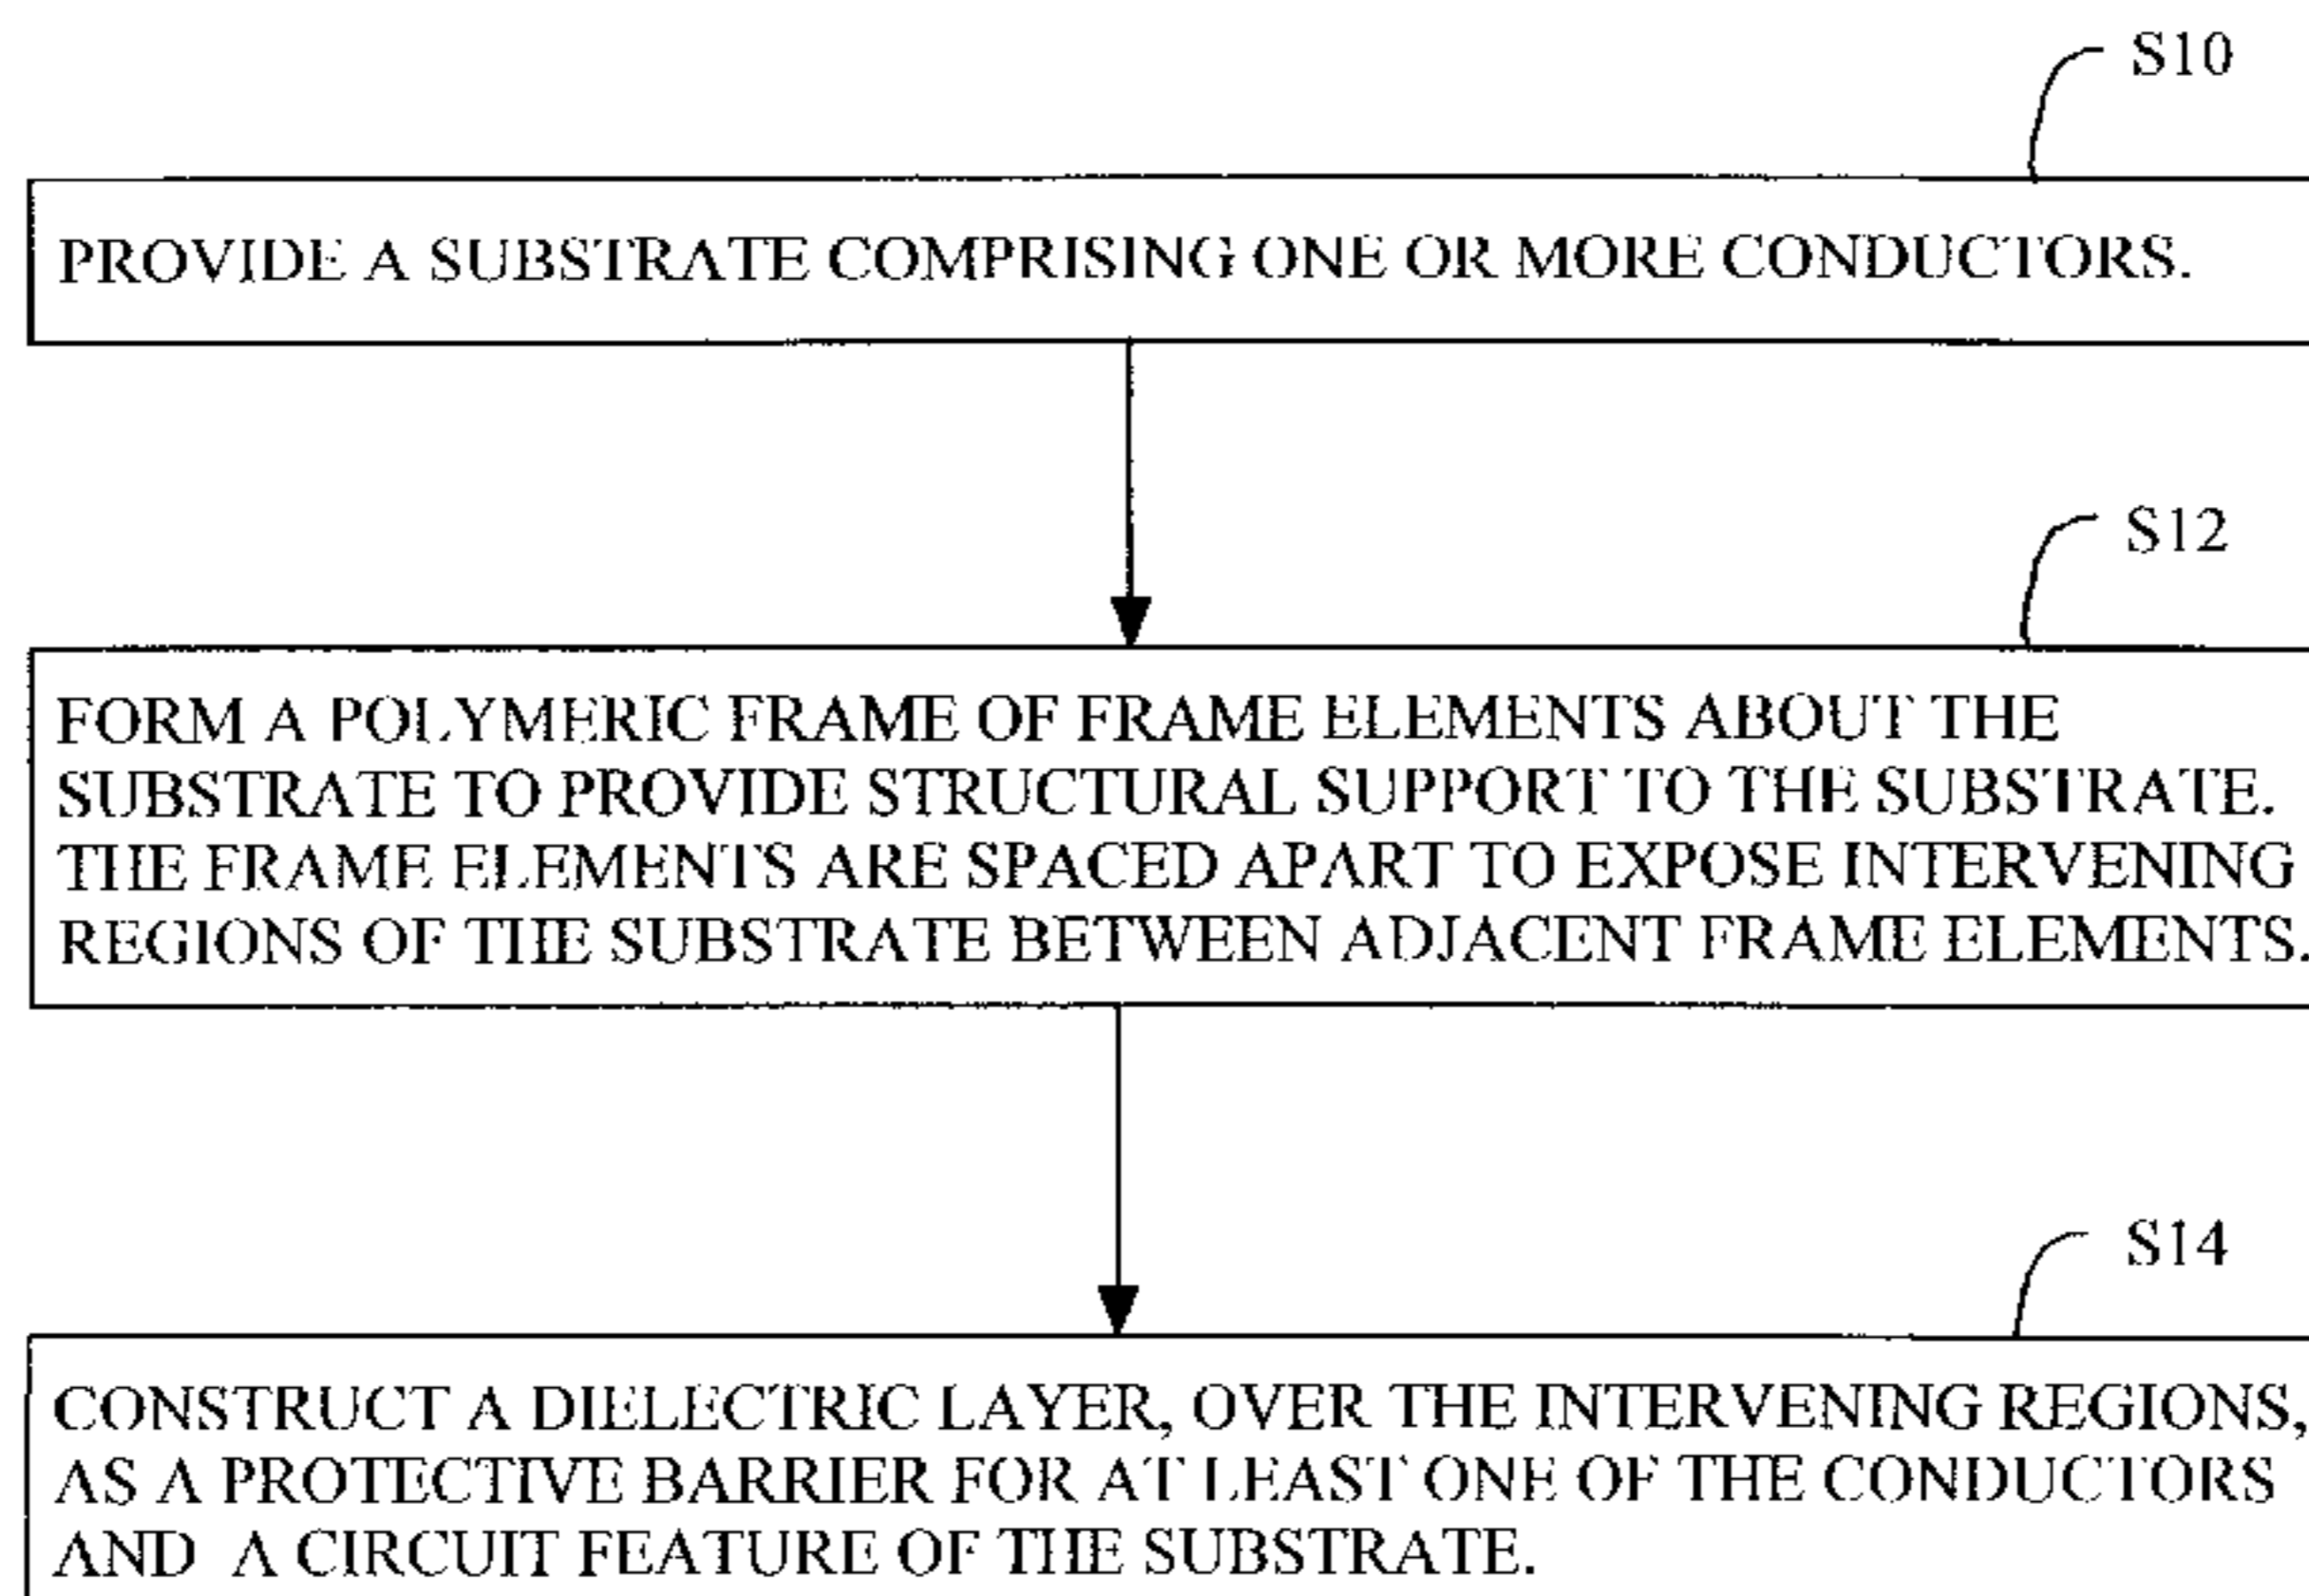 S10
PROVIDE A SUBSTRATE COMPRISING ONE OR MORE CONDUCTORS.
S12
FORM A POLYMERIC FRAME OF FRAME ELEMENTS ABOUT THE
SUBSTRATE TO PROVIDE STRUCTURAL SUPPORT TO THE SUBSTRATE.
THE FRAME ELEMENTS ARE SPACED APART TO EXPOSE INTERVENING
REGIONS OF THE SUBSTRATE BETWEEN ADJACENT FRAME ELEMENTS.
S14
CONSTRUCT A DIELECTRIC LAYER, OVER THE INTERVENING REGIONS,
AS A PROTECTIVE BARRIER FOR AT LEAST ONE OF THE CONDUCTORS
AND A CIRCUIT FEATURE OF THE SUBSTRATE.